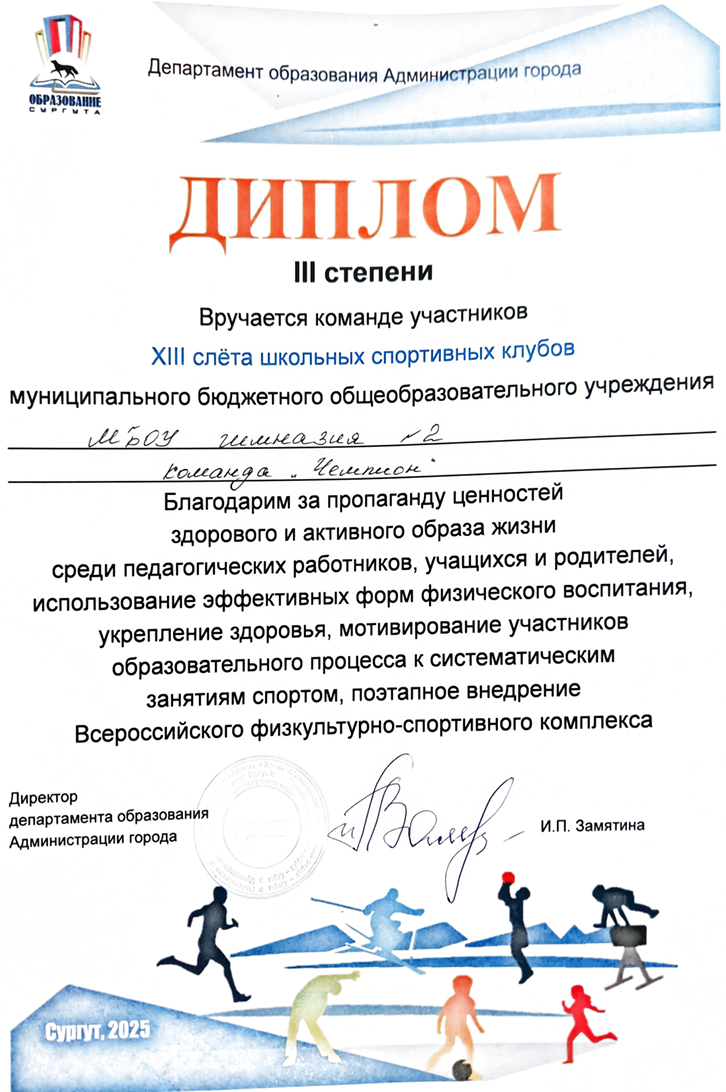 ОБРАЗОВАНИЕ
СУРГУТА
Департамент образования Администрации города
ДИПЛОМ
III степени
Вручается команде участников
XIII слёта школьных спортивных клубов
муниципального бюджетного общеобразовательного учреждения
МБОУ гимназия №2
команда „Чемпион“
Благодарим за пропаганду ценностей
здорового и активного образа жизни
среди педагогических работников, учащихся и родителей,
использование эффективных форм физического воспитания,
укрепление здоровья, мотивирование участников
образовательного процесса к систематическим
занятиям спортом, поэтапное внедрение
Всероссийского физкультурно-спортивного комплекса
Директор
департамента образования
Администрации города
И.П. Замятина
Сургут, 2025